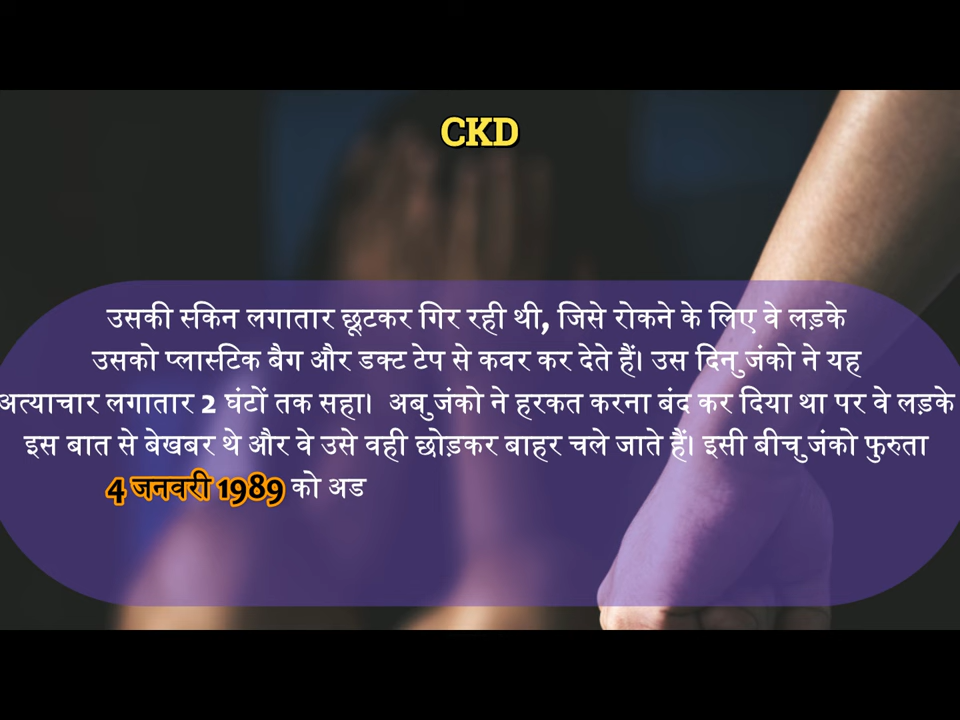 CKD
उसकी स्किन लगातार छूटकर गिर रही थी, जिसे रोकने के लिए वे लड़के
उसको प्लास्टिक बैग और डक्ट टेप से कवर कर देते हैं। उस दिन जुंको ने यह
अत्याचार लगातार 2 घंटों तक सहा। अब जुंको ने हरकत करना बंद कर दिया था पर वे लड़के
इस बात से बेखबर थे और वे उसे वही छोड़कर बाहर चले जाते हैं। इसी बीच जुंको फुरुता
4 जनवरी 1989 को अड